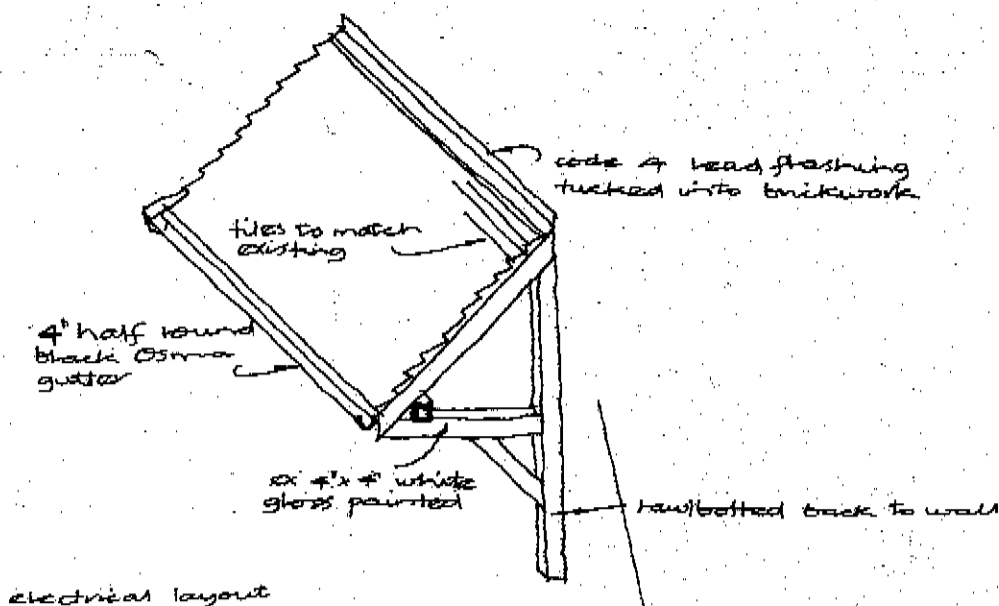 code 4 lead flashing
tucked into brickwork
tiles to match
existing
4" half round
black Osma
gutter
ex 4"x 4" white
gloss painted
rawlbolted back to wall
electrical layout